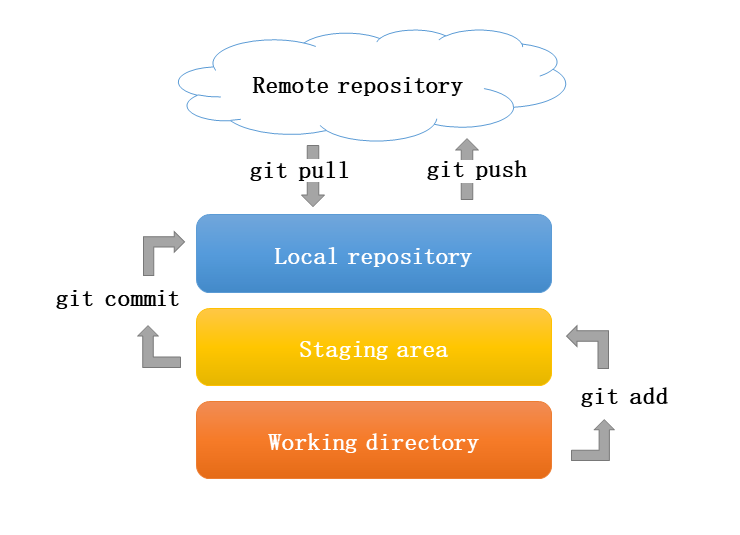 Remote repository
git pull
git push
Local repository
git commit
Staging area
git add
Working directory